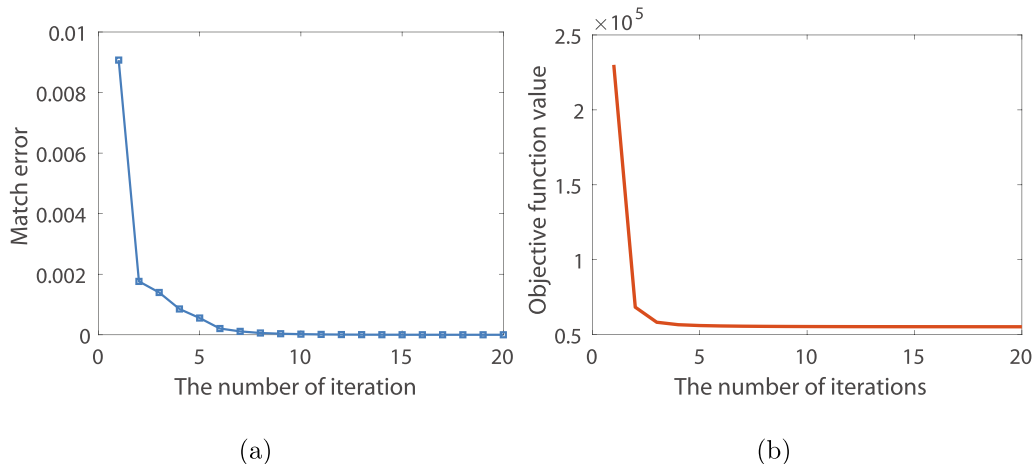 0.01
0.008
0.006
0.004
0.002
0
Match error
0 5 10 15 20
The number of iteration
(a)
×10^5
2.5
2
1.5
1
5
Objective function value
0 5 10 15 20
The number of iterations
(b)